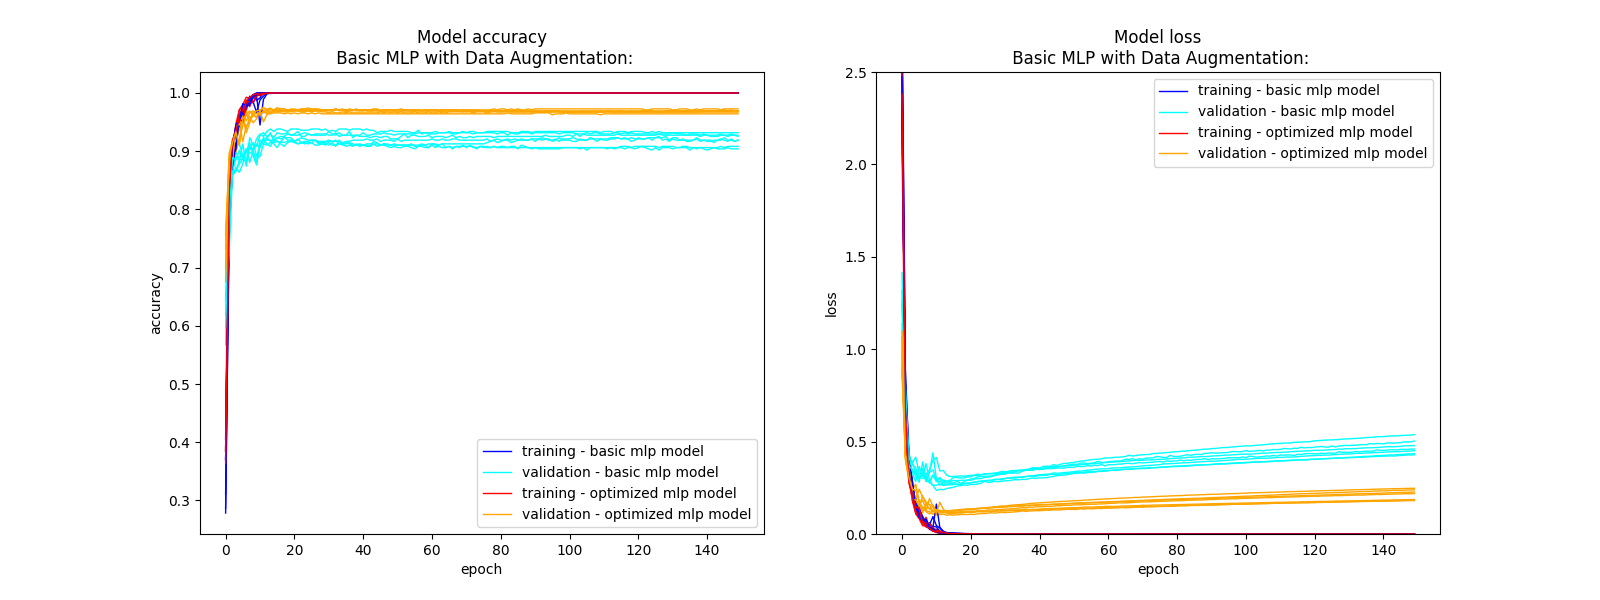 Model accuracy
Basic MLP with Data Augmentation:
accuracy
1.0
0.9
0.8
0.7
0.6
0.5
0.4
0.3
training - basic mlp model
validation - basic mlp model
training - optimized mlp model
validation - optimized mlp model
0 20 40 60 80 100 120 140
epoch
Model loss
Basic MLP with Data Augmentation:
loss
2.5
2.0
1.5
1.0
0.5
0.0
training - basic mlp model
validation - basic mlp model
training - optimized mlp model
validation - optimized mlp model
0 20 40 60 80 100 120 140
epoch